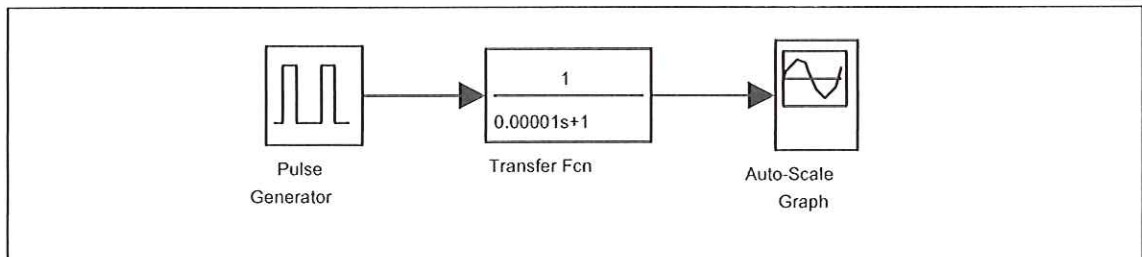 1
0.00001s+1
Pulse
Generator
Transfer Fcn
Auto-Scale
Graph